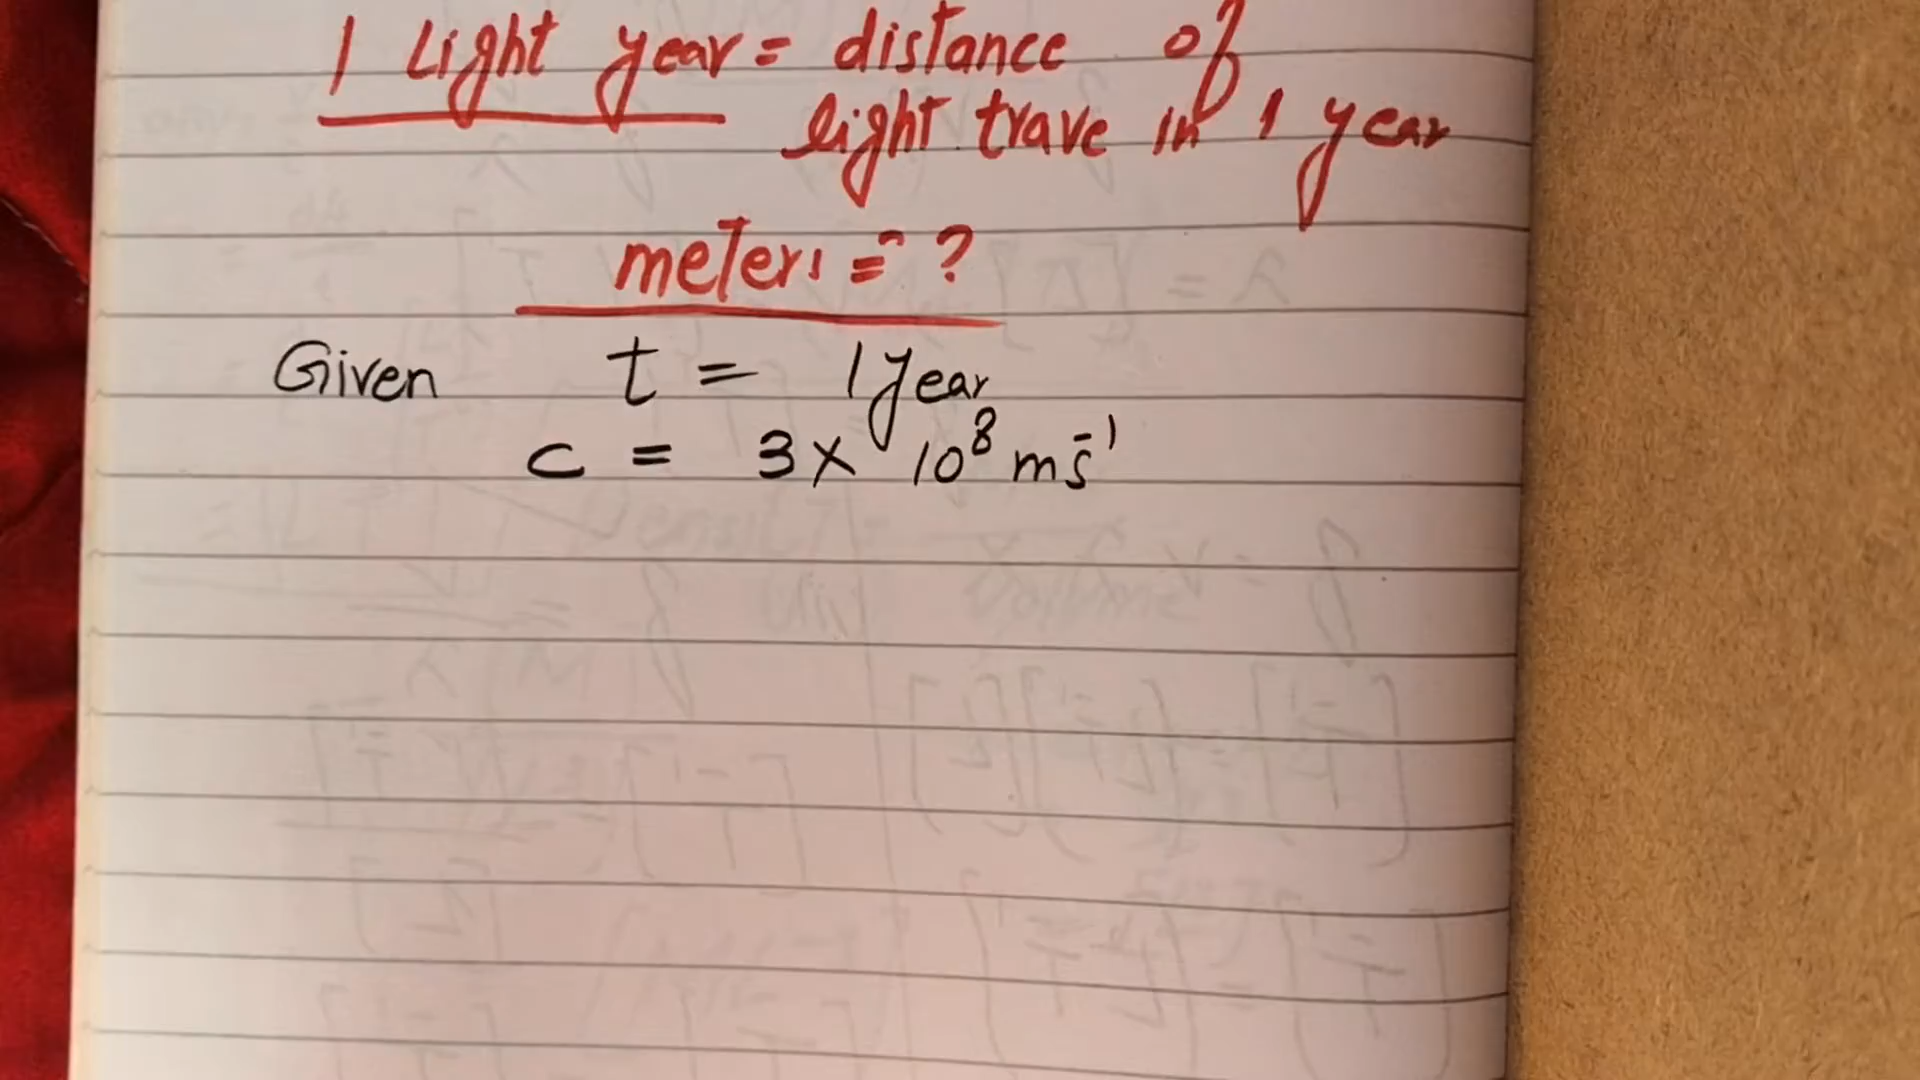 1 Light year = distance of
light trave in 1 year
meters = ?
Given t = 1 year
c = 3 × 10⁸ ms⁻¹